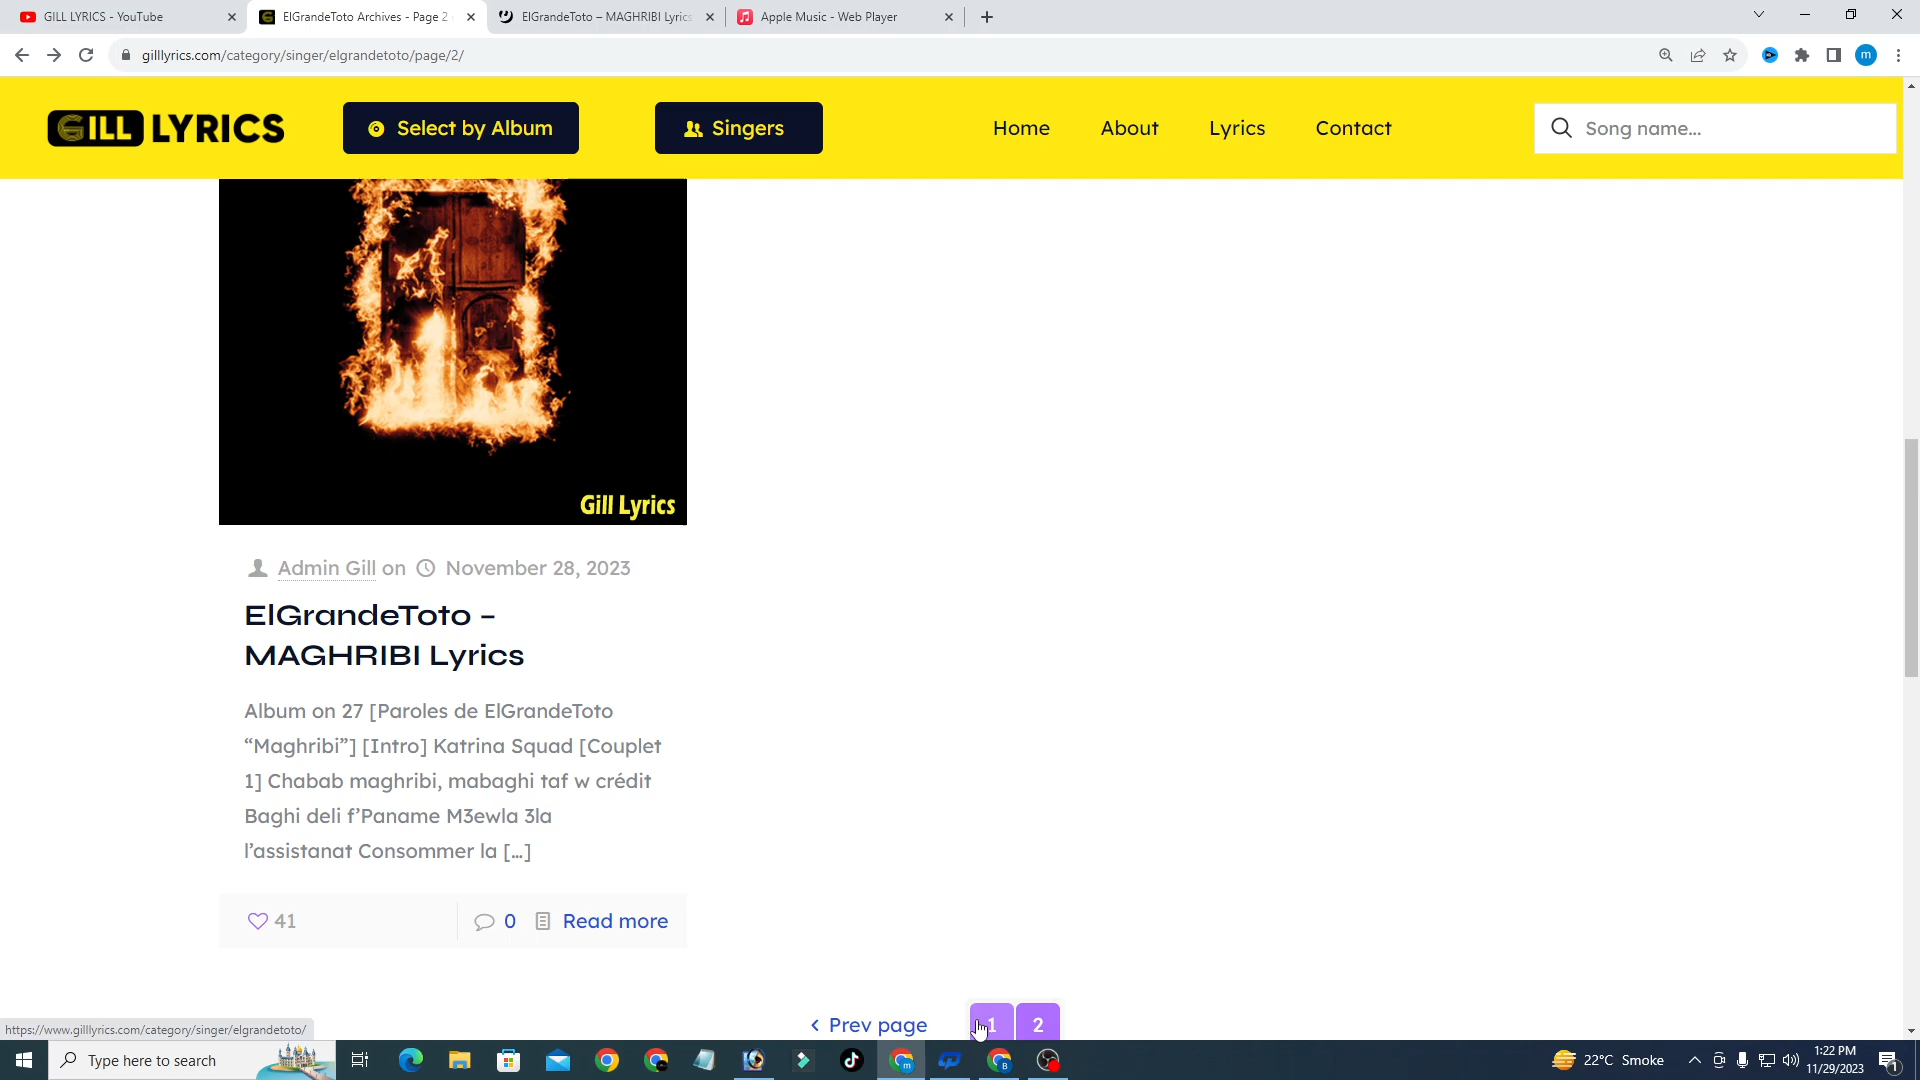 GILL LYRICS - YouTube
ElGrandeToto Archives - Page 2
ElGrandeToto – MAGHRIBI Lyrics
Apple Music - Web Player
gilllyrics.com/category/singer/elgrandetoto/page/2/
m
GILL LYRICS
Select by Album
Singers
Home
About
Lyrics
Contact
Song name...
Gill Lyrics
Admin Gill on November 28, 2023
ElGrandeToto –
MAGHRIBI Lyrics
Album on 27 [Paroles de ElGrandeToto
“Maghribi”] [Intro] Katrina Squad [Couplet
1] Chabab maghribi, mabaghi taf w crédit
Baghi deli f’Paname M3ewla 3la
l’assistanat Consommer la [...]
41
0
Read more
Prev page
1
2
https://www.gilllyrics.com/category/singer/elgrandetoto/
Type here to search
22°C Smoke
1:22 PM
11/29/2023
1